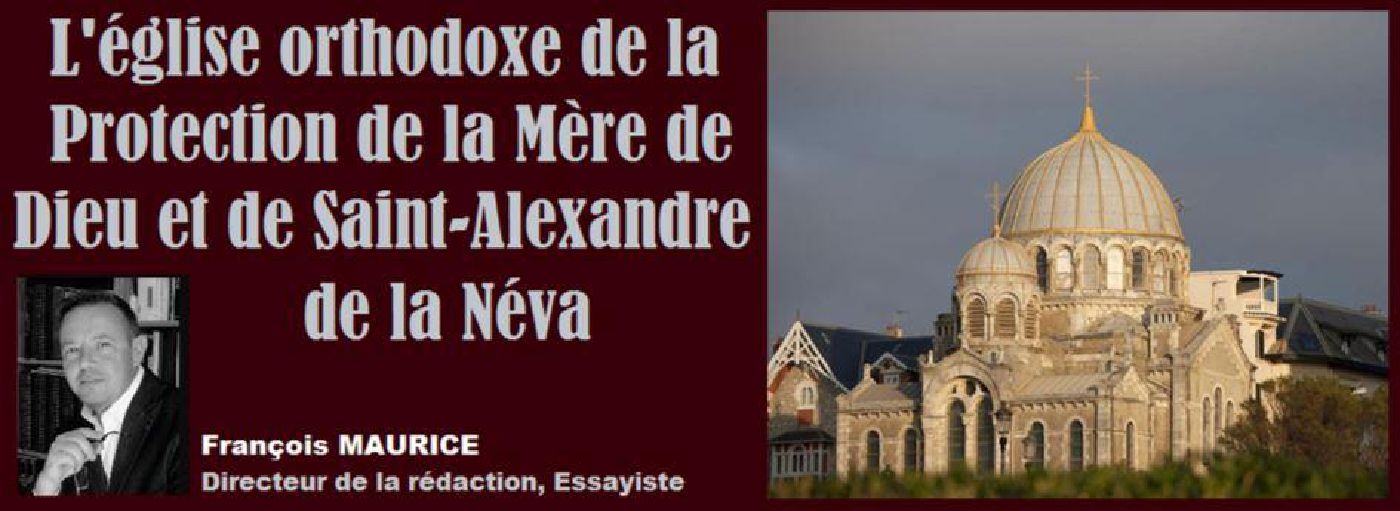 L'église orthodoxe de la
Protection de la Mère de
Dieu et de Saint-Alexandre
de la Néva
François MAURICE
Directeur de la rédaction, Essayiste